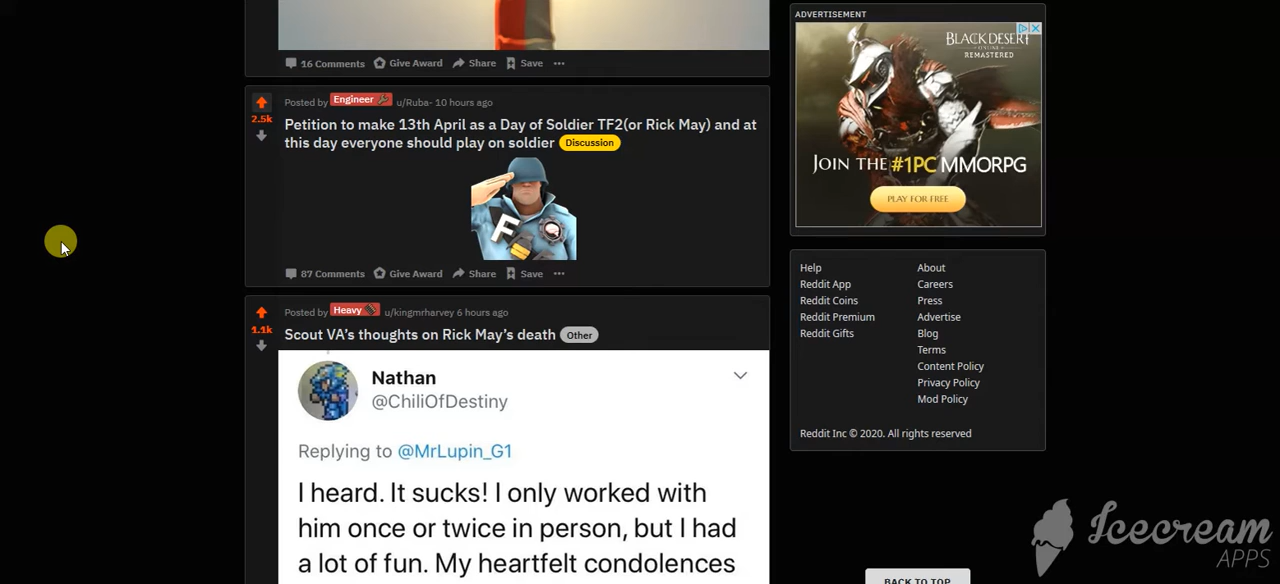 16 Comments Give Award Share Save
Posted by Engineer u/Ruba- 10 hours ago
2.5k
Petition to make 13th April as a Day of Soldier TF2(or Rick May) and at
this day everyone should play on soldier Discussion
F
87 Comments Give Award Share Save
Posted by Heavy u/kingmrharvey 6 hours ago
1.1k
Scout VA's thoughts on Rick May's death Other
Nathan
@ChiliOfDestiny
Replying to @MrLupin_G1
I heard. It sucks! I only worked with
him once or twice in person, but I had
a lot of fun. My heartfelt condolences
ADVERTISEMENT
BLACK DESERT
ONLINE
REMASTERED
JOIN THE #1PC MMORPG
PLAY FOR FREE
Help About
Reddit App Careers
Reddit Coins Press
Reddit Premium Advertise
Reddit Gifts Blog
Terms
Content Policy
Privacy Policy
Mod Policy
Reddit Inc © 2020. All rights reserved
Icecream
APPS
BACK TO TOP